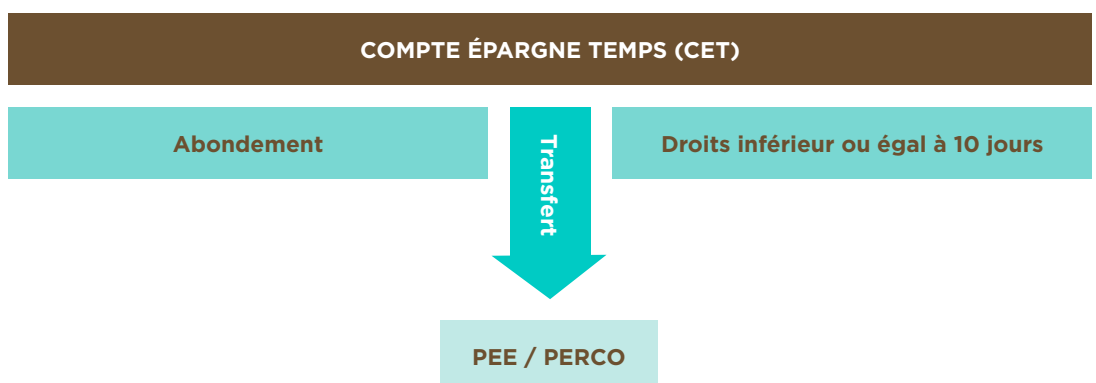 COMPTE ÉPARGNE TEMPS (CET)
Abondement
Transfert
Droits inférieur ou égal à 10 jours
PEE / PERCO